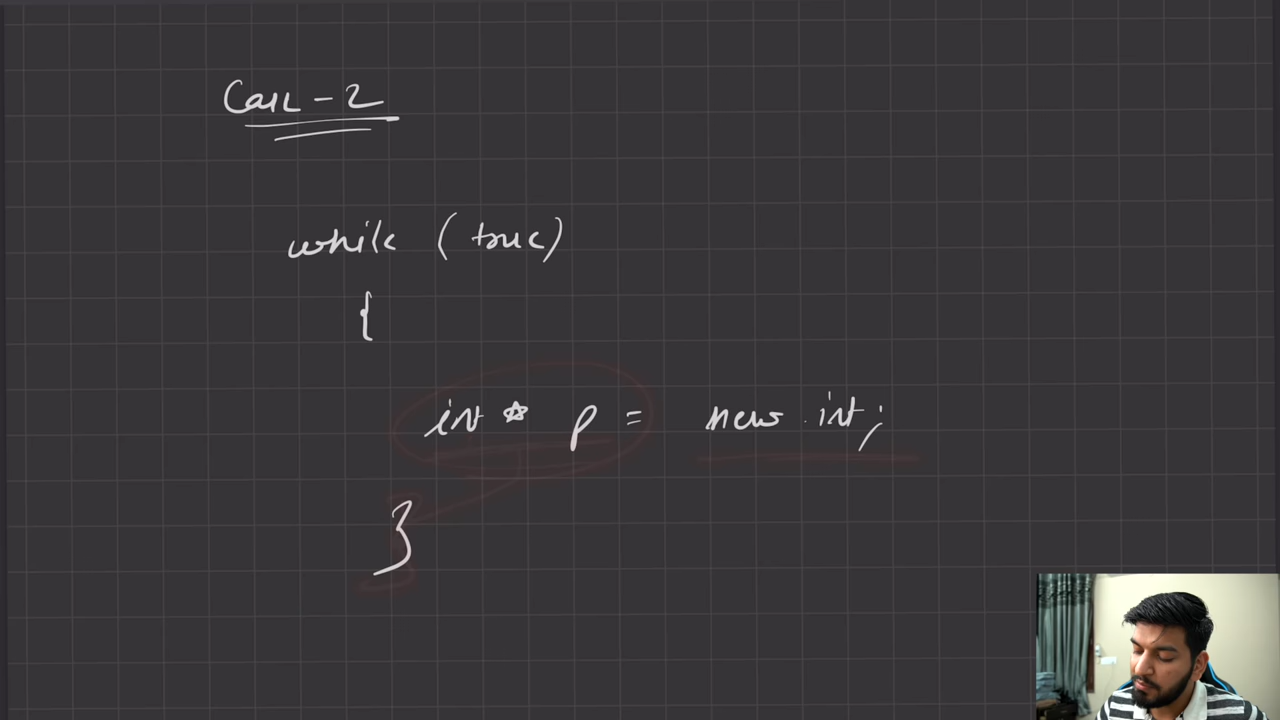 Case - 2
while (true)
{
int * p = new int;
}